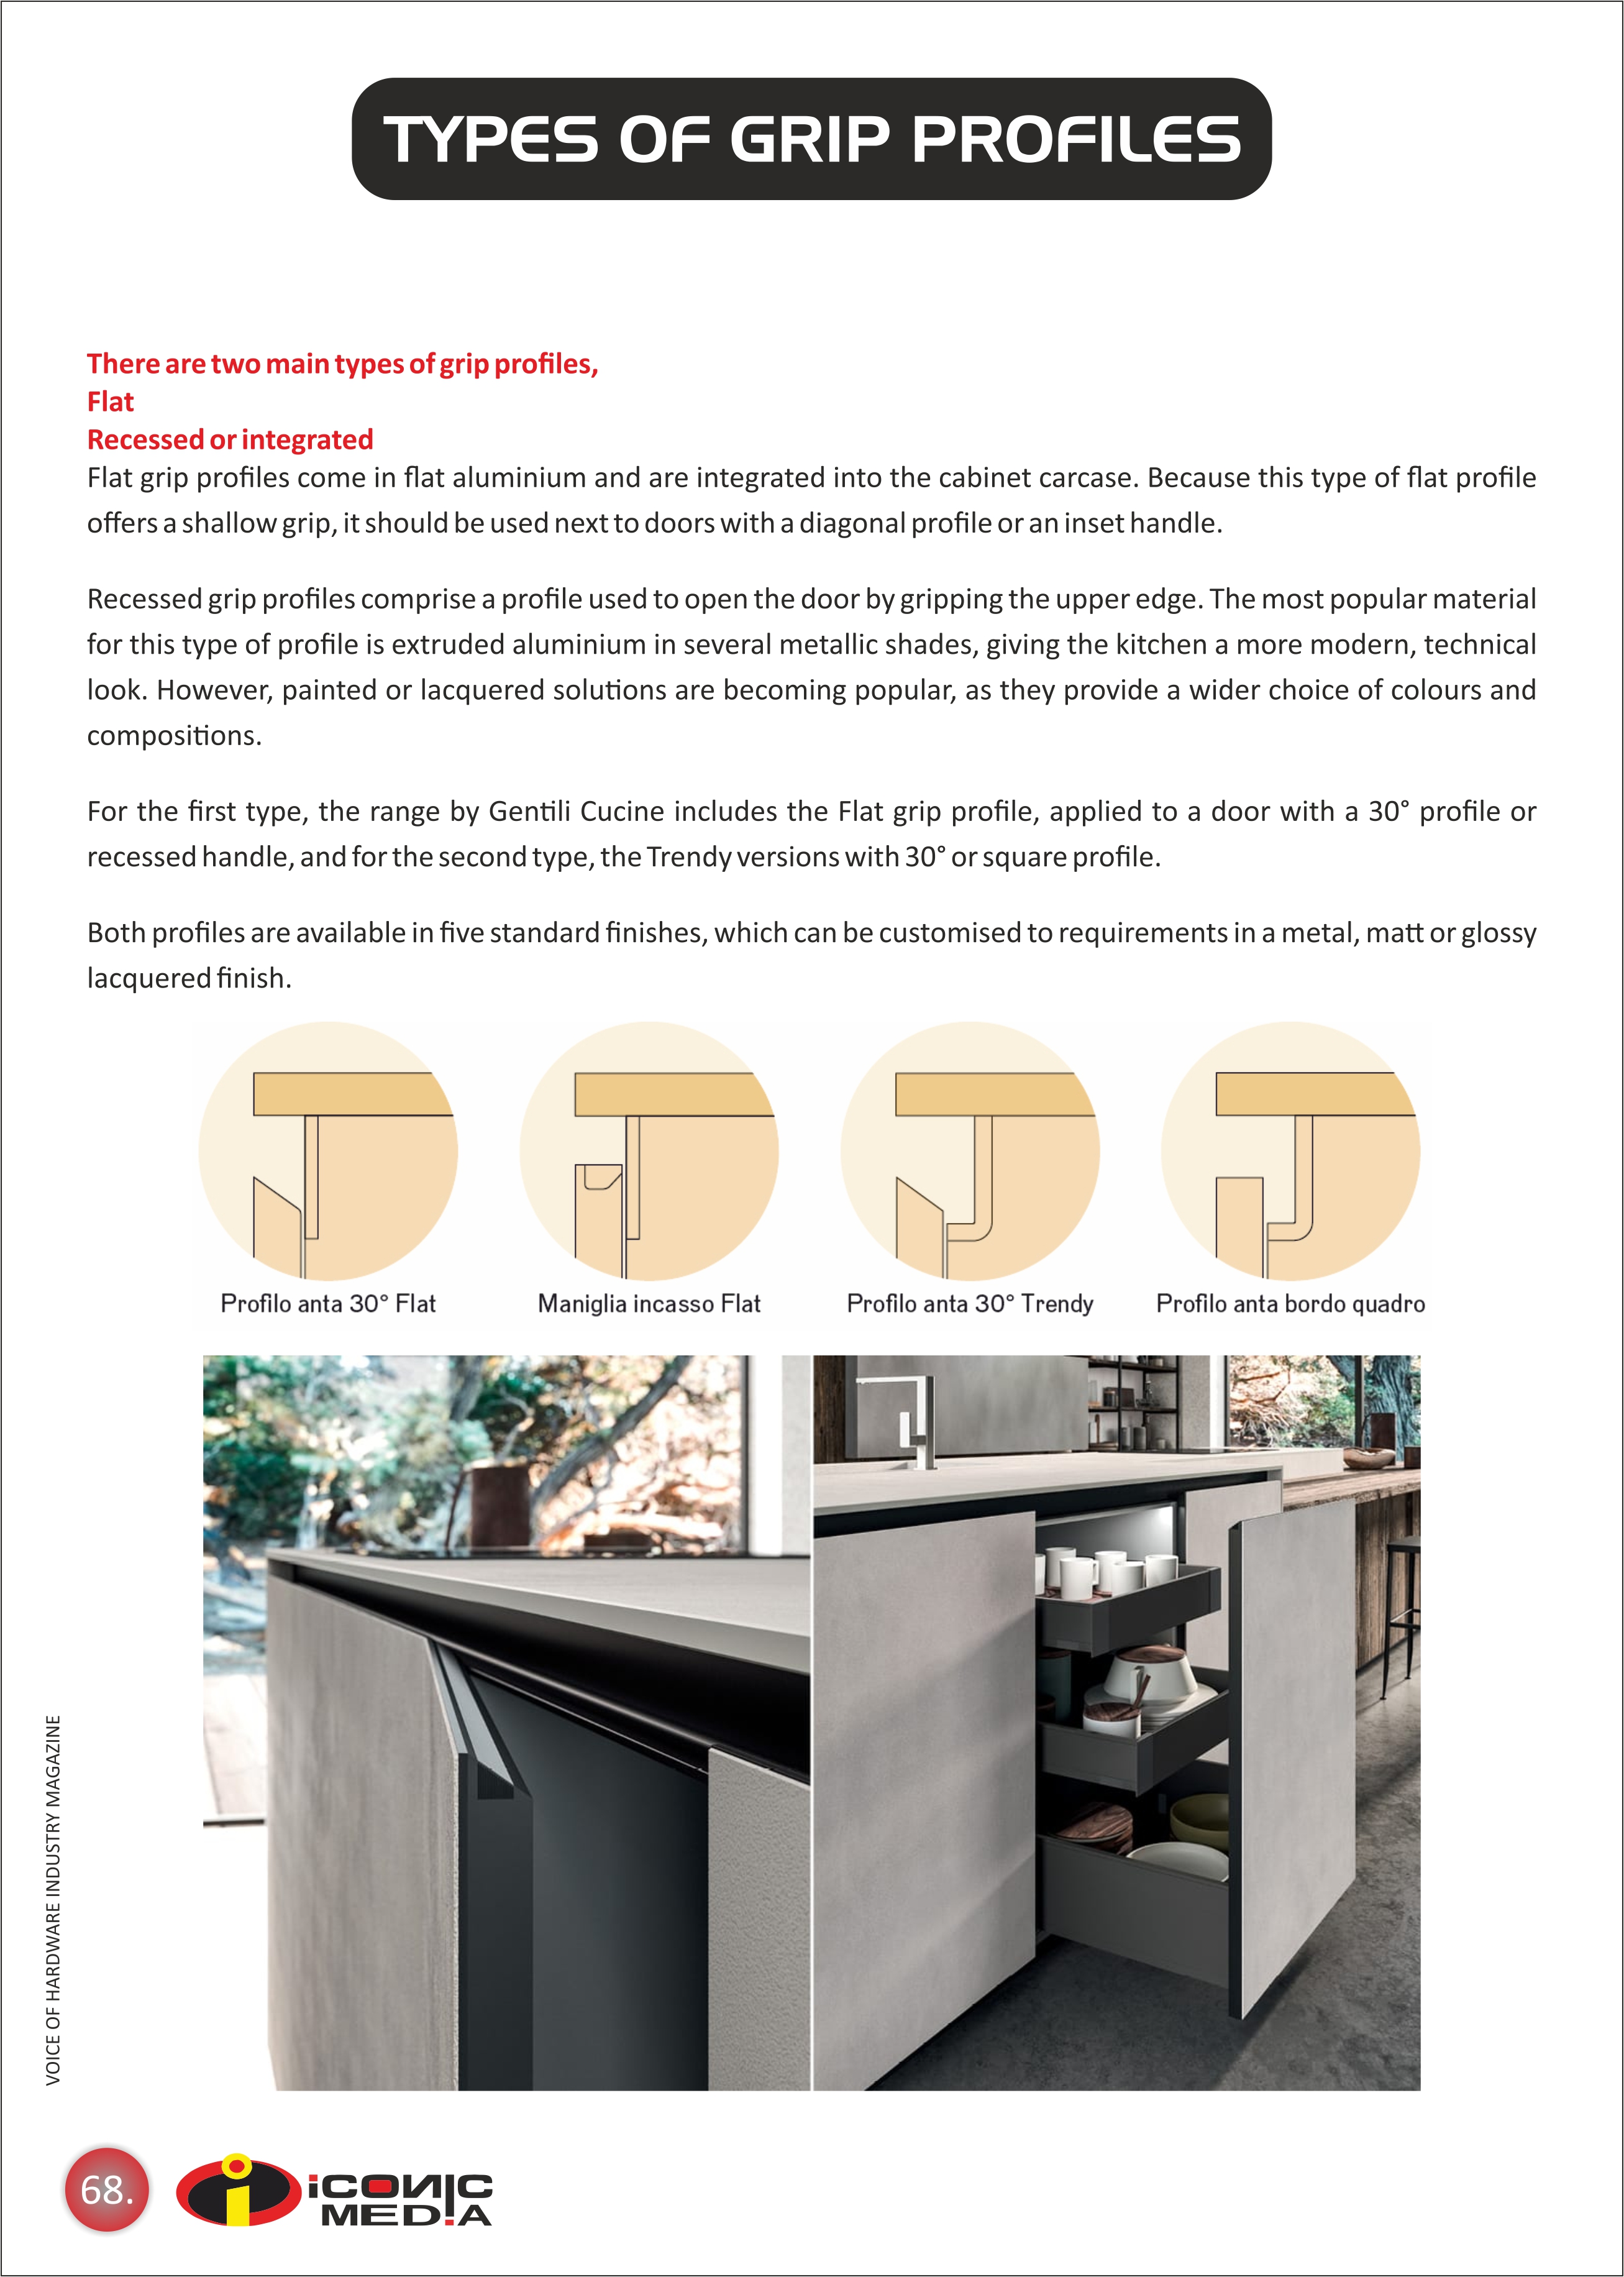 TYPES OF GRIP PROFILES
There are two main types of grip profiles,
Flat
Recessed or integrated
Flat grip profiles come in flat aluminium and are integrated into the cabinet carcase. Because this type of flat profile
offers a shallow grip, it should be used next to doors with a diagonal profile or an inset handle.
Recessed grip profiles comprise a profile used to open the door by gripping the upper edge. The most popular material
for this type of profile is extruded aluminium in several metallic shades, giving the kitchen a more modern, technical
look. However, painted or lacquered solutions are becoming popular, as they provide a wider choice of colours and
compositions.
For the first type, the range by Gentili Cucine includes the Flat grip profile, applied to a door with a 30° profile or
recessed handle, and for the second type, the Trendy versions with 30° or square profile.
Both profiles are available in five standard finishes, which can be customised to requirements in a metal, matt or glossy
lacquered finish.
Profilo anta 30° Flat
Maniglia incasso Flat
Profilo anta 30° Trendy
Profilo anta bordo quadro
VOICE OF HARDWARE INDUSTRY MAGAZINE
68.
iCONIC
MEDIA